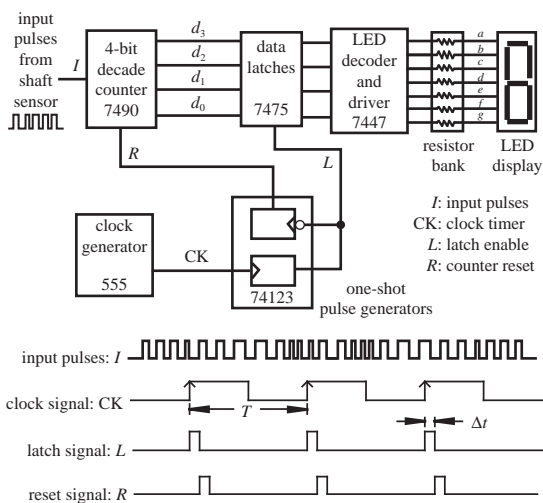 input
pulses
from
shaft
sensor
I
4-bit
decade
counter
7490
d3
d2
d1
d0
data
latches
7475
LED
decoder
and
driver
7447
a
b
c
d
e
f
g
resistor
bank
LED
display
R
L
I: input pulses
CK: clock timer
L: latch enable
R: counter reset
clock
generator
555
CK
74123
one-shot
pulse generators
input pulses: I
clock signal: CK
T
Δt
latch signal: L
reset signal: R